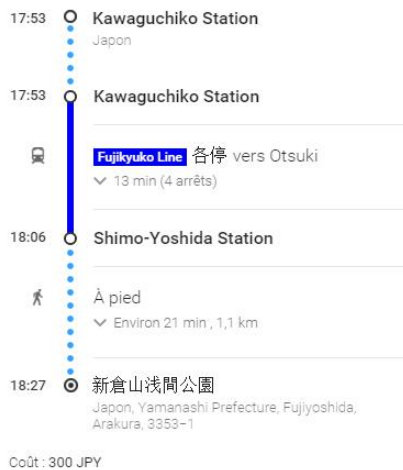 17:53 Kawaguchiko Station
Japon
17:53 Kawaguchiko Station
Fujikyuko Line 各停 vers Otsuki
13 min (4 arrêts)
18:06 Shimo-Yoshida Station
À pied
Environ 21 min , 1,1 km
18:27 新倉山浅間公園
Japon, Yamanashi Prefecture, Fujiyoshida,
Arakura, 3353−1
Coût : 300 JPY